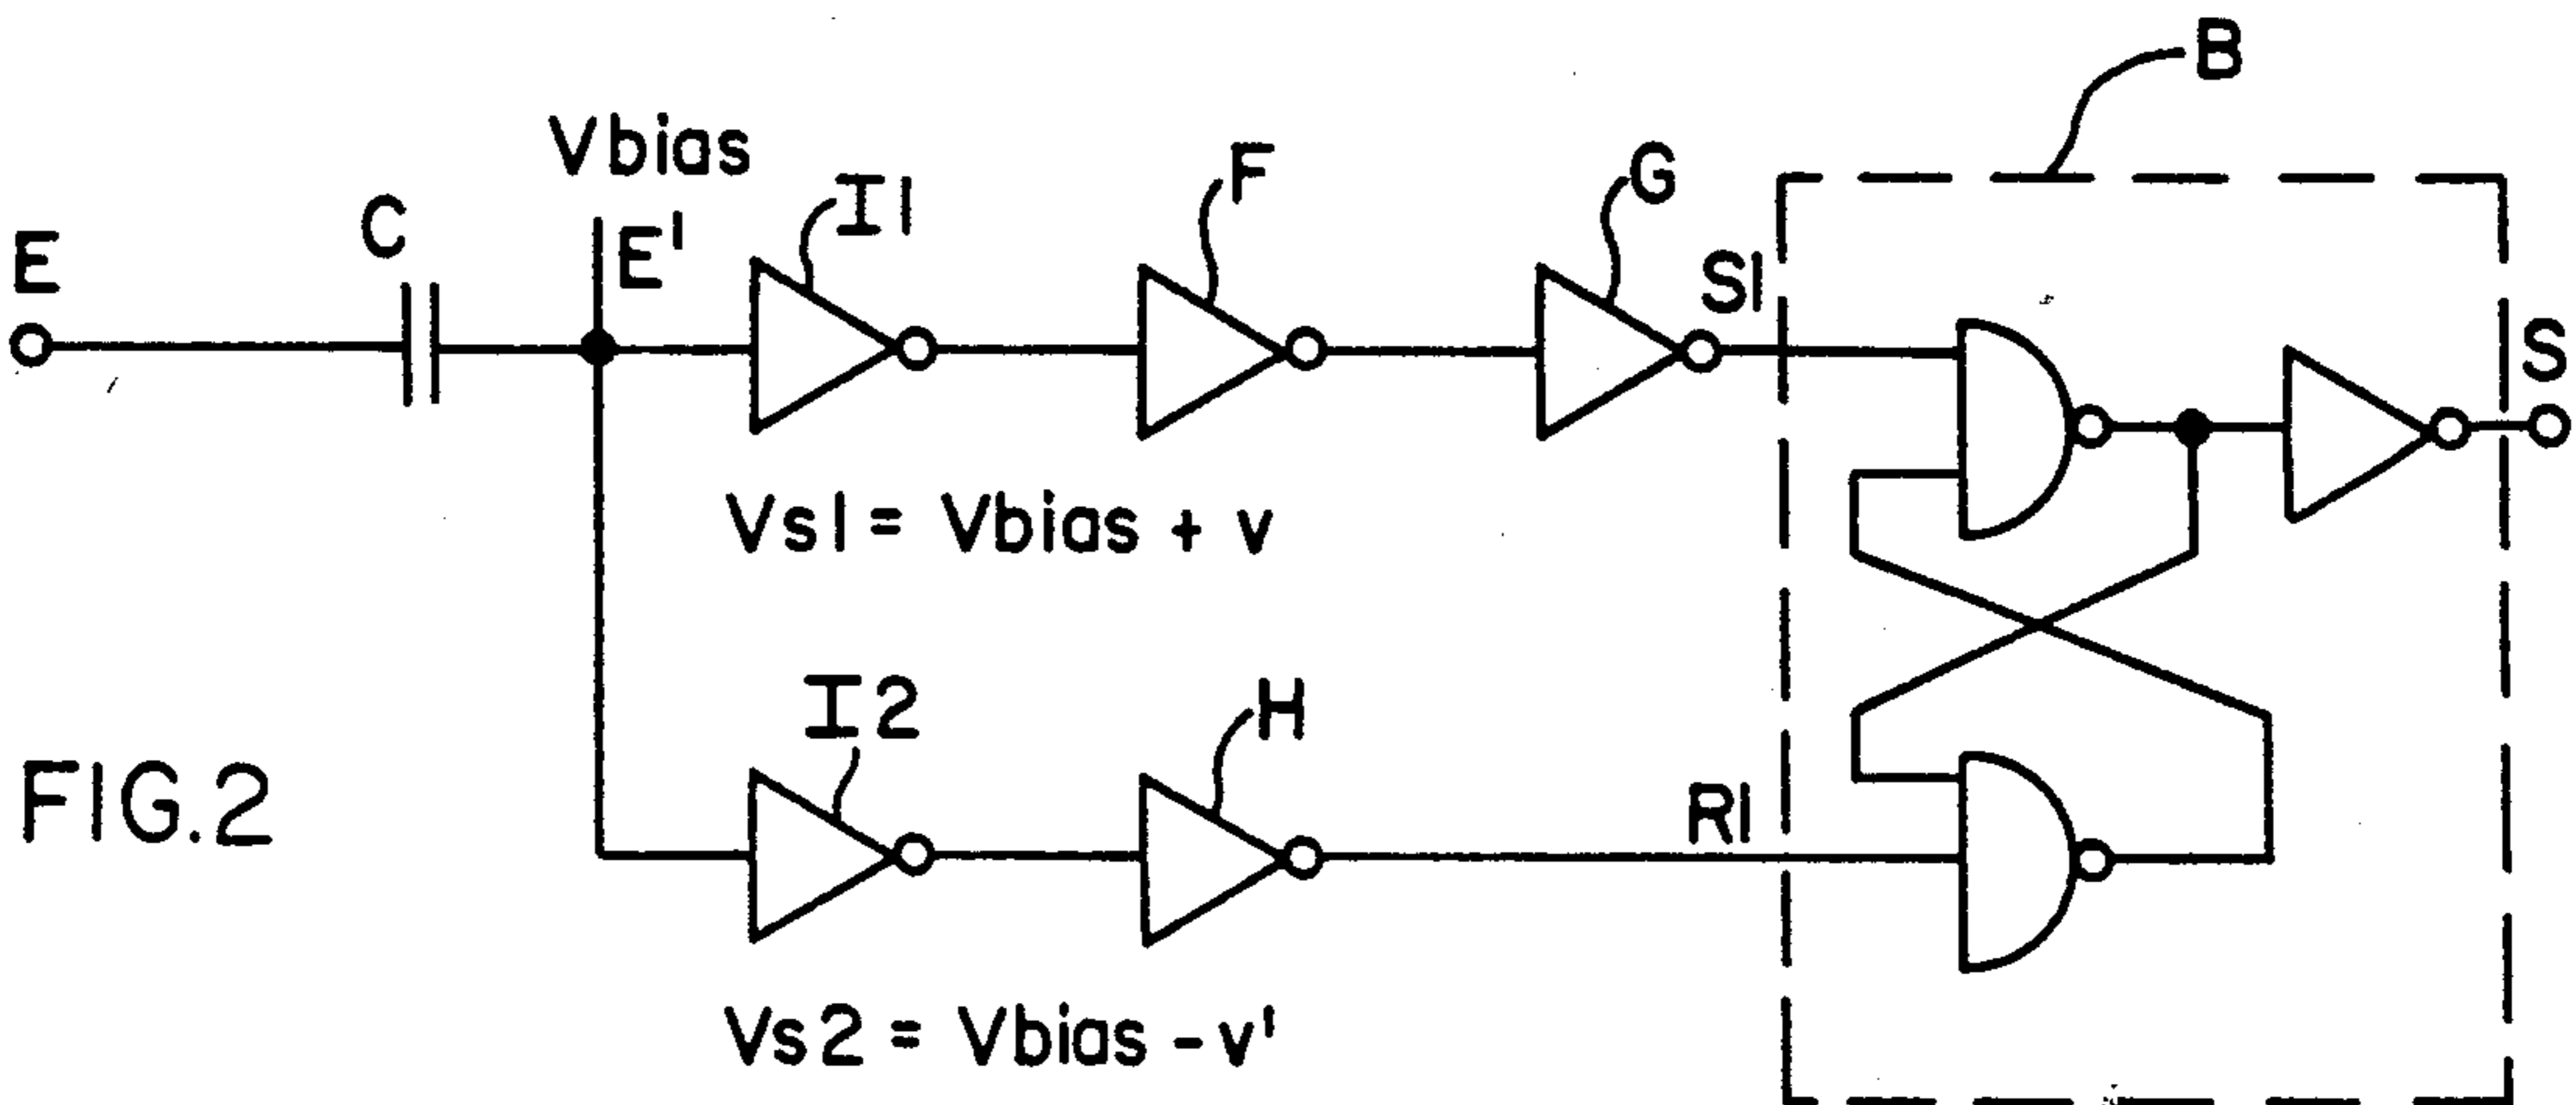 B
Vbias
I1
F
G
C
E
E'
S1
S
Vs1 = Vbias + v
I2
H
R1
FIG.2
Vs2 = Vbias - v'